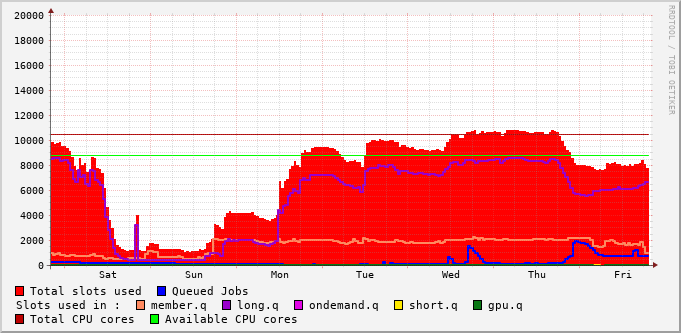 20000
18000
16000
14000
12000
10000
8000
6000
4000
2000
0
Sat Sun Mon Tue Wed Thu Fri
RRDTOOL / TOBI OETIKER
Total slots used Queued Jobs
Slots used in : member.q long.q ondemand.q short.q gpu.q
Total CPU cores Available CPU cores